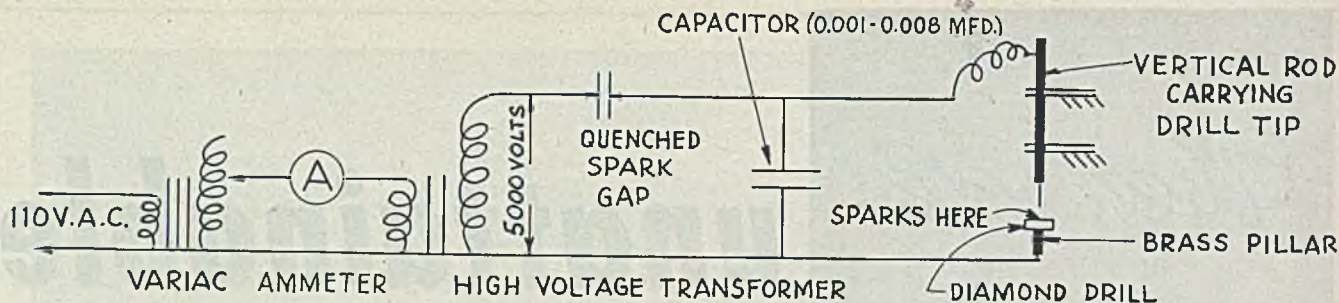 CAPACITOR (0.001-0.008 MFD.)
VERTICAL ROD
CARRYING
DRILL TIP
5000 VOLTS
QUENCHED
SPARK
GAP
A
110 V. A.C.
SPARKS HERE
BRASS PILLAR
VARIAC AMMETER HIGH VOLTAGE TRANSFORMER
DIAMOND DRILL